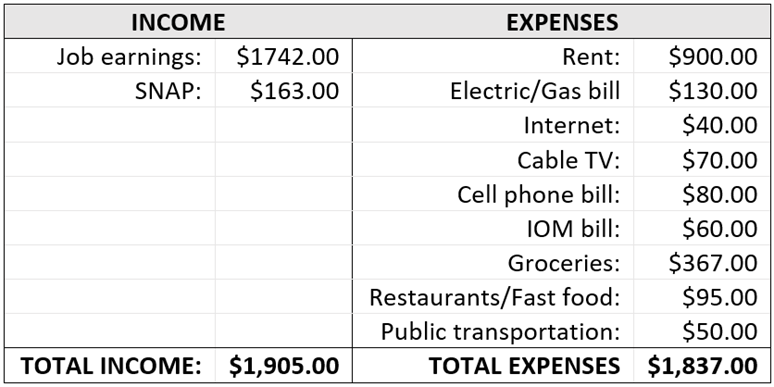 INCOME EXPENSES
Job earnings: $1742.00 Rent: $900.00
SNAP: $163.00 Electric/Gas bill $130.00
Internet: $40.00
Cable TV: $70.00
Cell phone bill: $80.00
IOM bill: $60.00
Groceries: $367.00
Restaurants/Fast food: $95.00
Public transportation: $50.00
TOTAL INCOME: $1,905.00 TOTAL EXPENSES $1,837.00